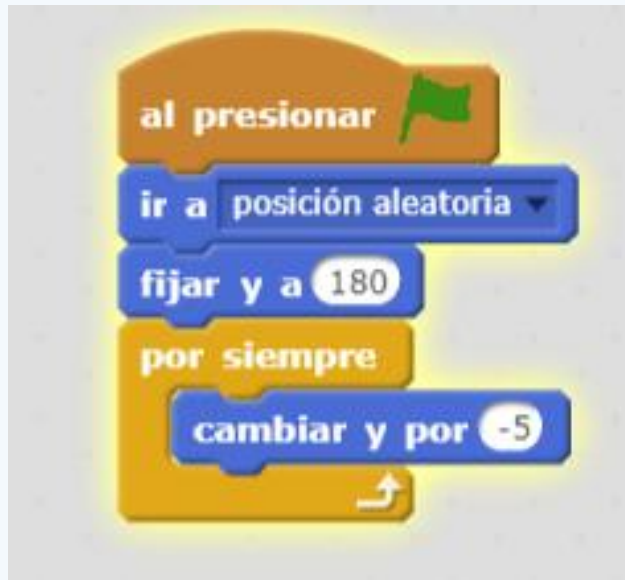 al presionar
ir a posición aleatoria
fijar y a 180
por siempre
cambiar y por -5